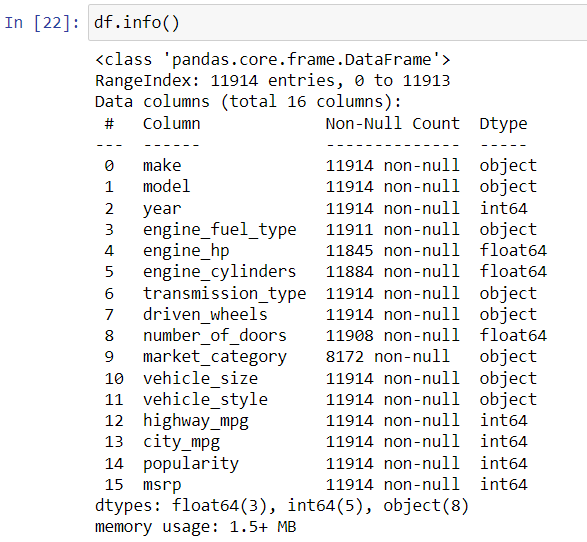 In [22]: df.info()
<class 'pandas.core.frame.DataFrame'>
RangeIndex: 11914 entries, 0 to 11913
Data columns (total 16 columns):
 #   Column             Non-Null Count  Dtype
---  ------             --------------  -----
 0   make               11914 non-null  object
 1   model              11914 non-null  object
 2   year               11914 non-null  int64
 3   engine_fuel_type   11911 non-null  object
 4   engine_hp          11845 non-null  float64
 5   engine_cylinders   11884 non-null  float64
 6   transmission_type  11914 non-null  object
 7   driven_wheels      11914 non-null  object
 8   number_of_doors    11908 non-null  float64
 9   market_category    8172 non-null   object
 10  vehicle_size       11914 non-null  object
 11  vehicle_style      11914 non-null  object
 12  highway_mpg        11914 non-null  int64
 13  city_mpg           11914 non-null  int64
 14  popularity         11914 non-null  int64
 15  msrp               11914 non-null  int64
dtypes: float64(3), int64(5), object(8)
memory usage: 1.5+ MB